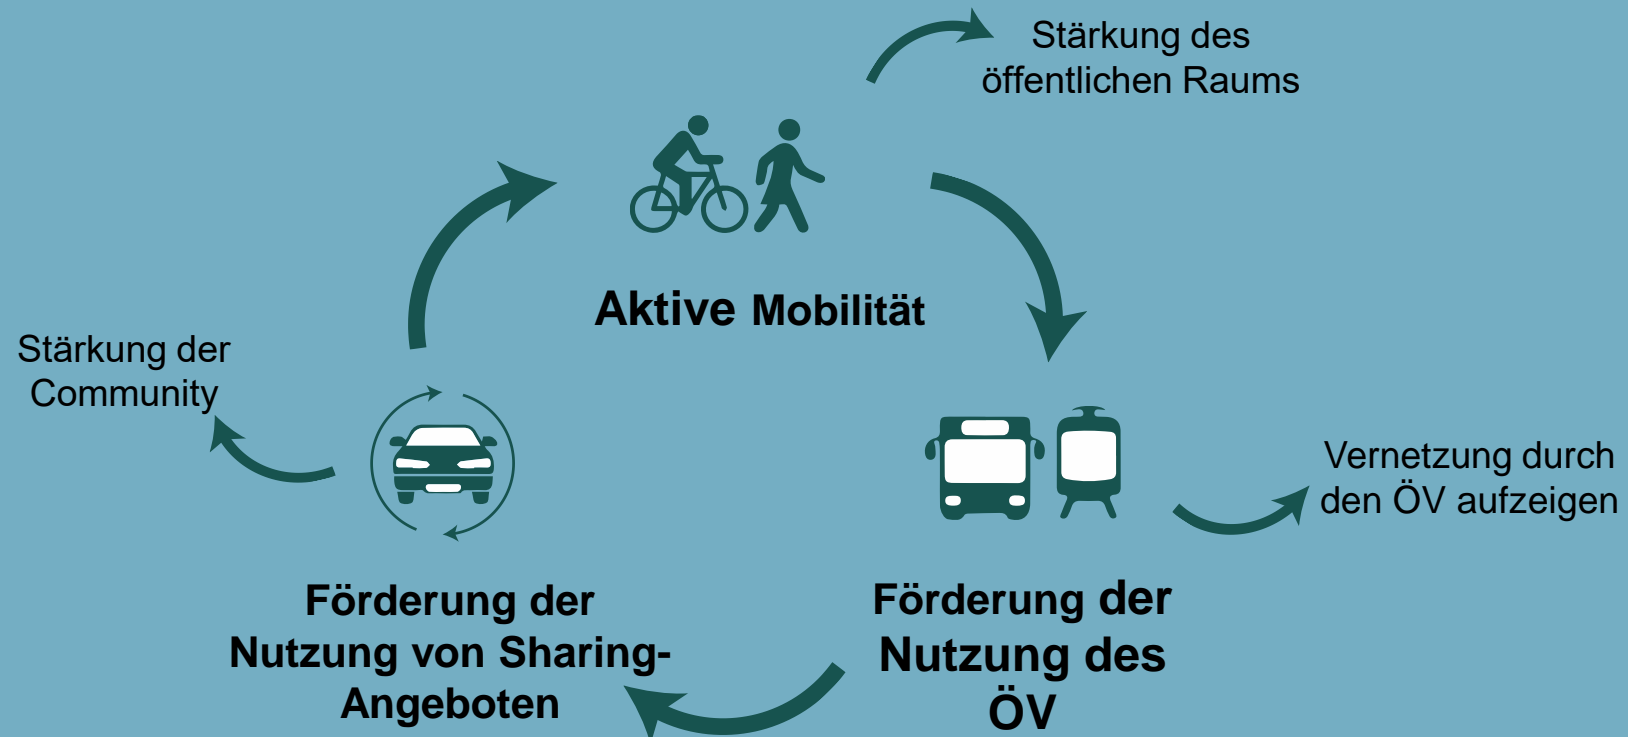 Stärkung des
öffentlichen Raums
Aktive Mobilität
Stärkung der
Community
Vernetzung durch
den ÖV aufzeigen
Förderung der
Nutzung von Sharing-
Angeboten
Förderung der
Nutzung des
ÖV